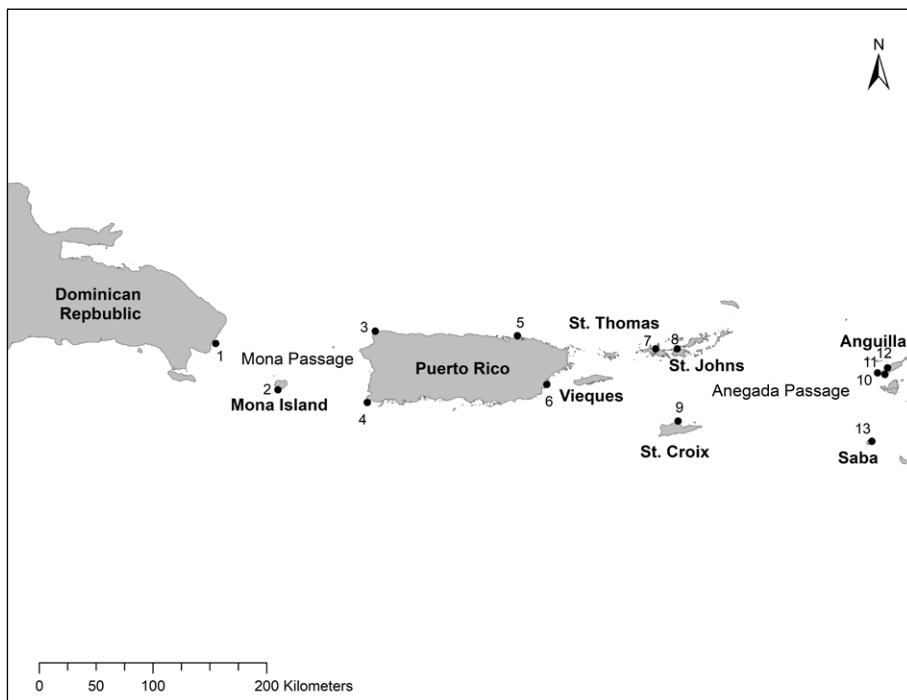 N
Dominican
Repbublic
1
Mona Passage
2
Mona Island
3
4
5
Puerto Rico
6
Vieques
St. Thomas
7
8
St. Johns
9
St. Croix
Anguilla
12
11
10
Anegada Passage
13
Saba
0 50 100 200 Kilometers